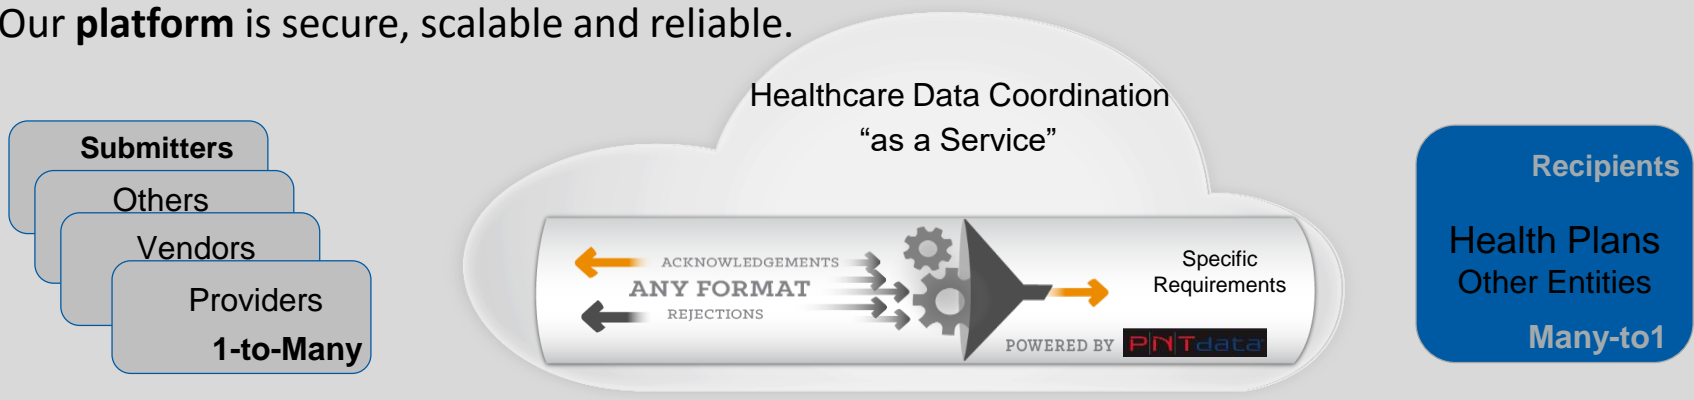 Our platform is secure, scalable and reliable.
Healthcare Data Coordination
“as a Service”
Submitters
Others
Vendors
Providers
1-to-Many
ACKNOWLEDGEMENTS
ANY FORMAT
REJECTIONS
Specific
Requirements
POWERED BY PNTdata
Recipients
Health Plans
Other Entities
Many-to1